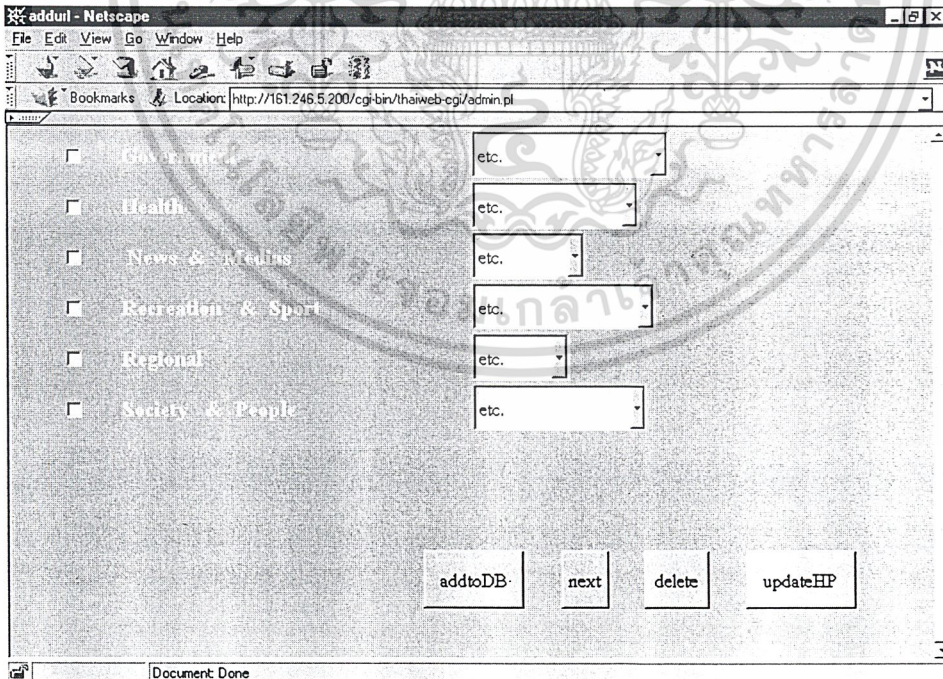 addurl - Netscape
File Edit View Go Window Help
Bookmarks Location: http://161.246.5.200/cgi-bin/thaiweb-cgi/admin.pl
Government etc.
Health etc.
News & Medias etc.
Recreation & Sport etc.
Regional etc.
Society & People etc.
addtoDB next delete updateHP
Document: Done